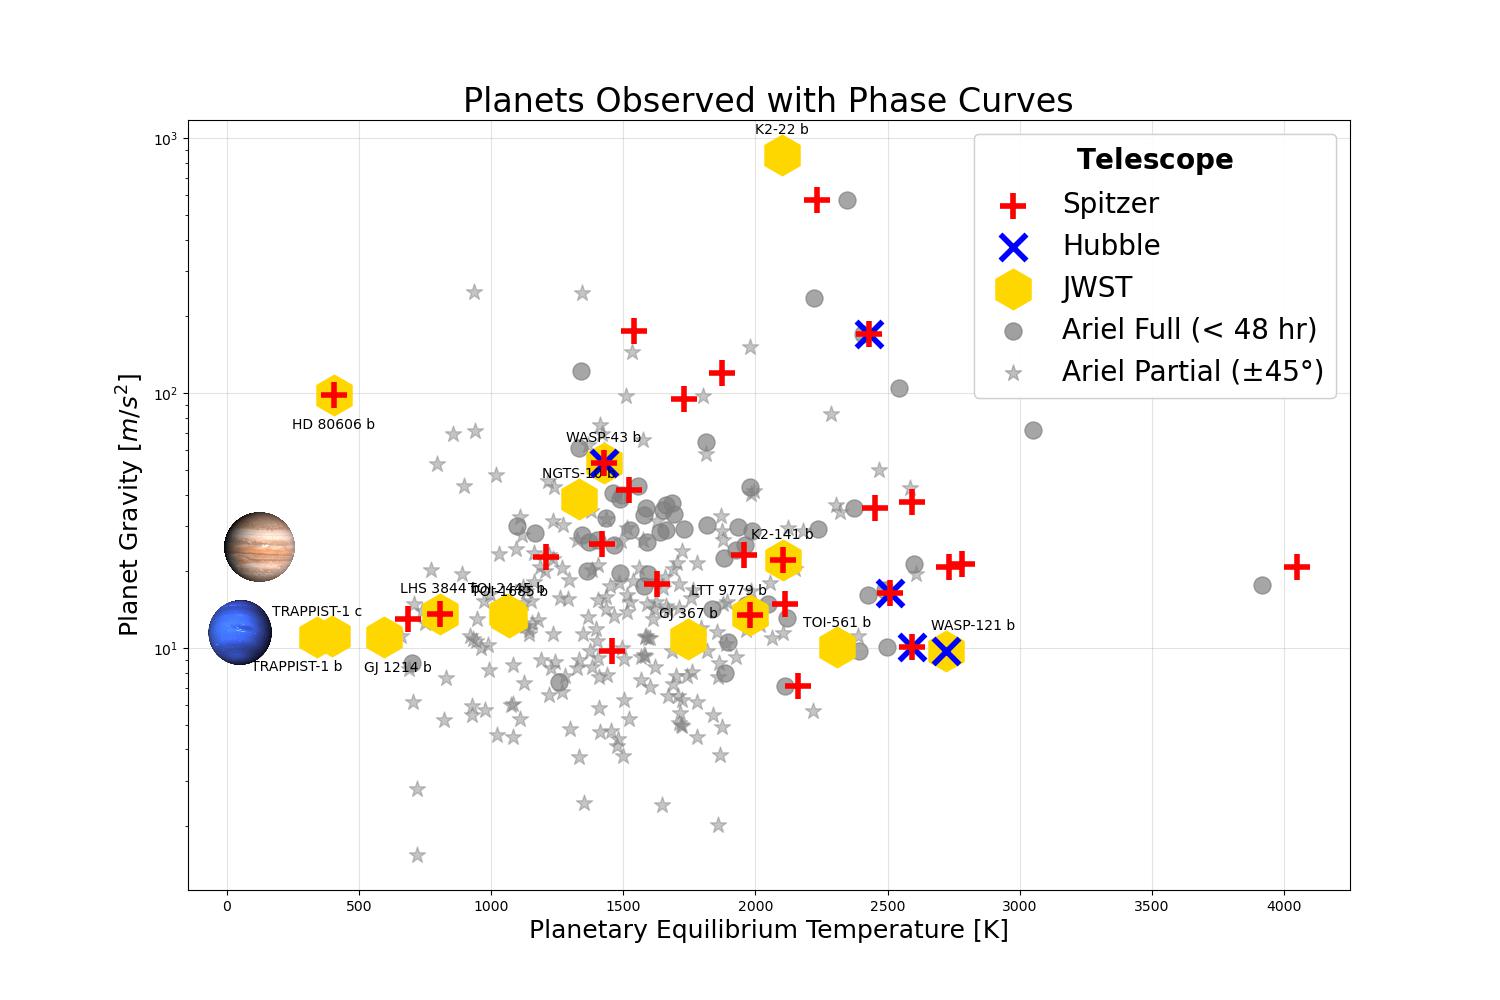 Planets Observed with Phase Curves
K2-22 b
Telescope
Spitzer
Hubble
JWST
Ariel Full (< 48 hr)
Ariel Partial (±45°)
HD 80606 b
WASP-43 b
NGTS-10 b
K2-141 b
LHS 3844 b
TOI-2445 b
TOI-1685 b
LTT 9779 b
TRAPPIST-1 c
GJ 367 b
TOI-561 b
WASP-121 b
TRAPPIST-1 b
GJ 1214 b
10³
10²
10¹
Planet Gravity [m/s²]
0 500 1000 1500 2000 2500 3000 3500 4000
Planetary Equilibrium Temperature [K]